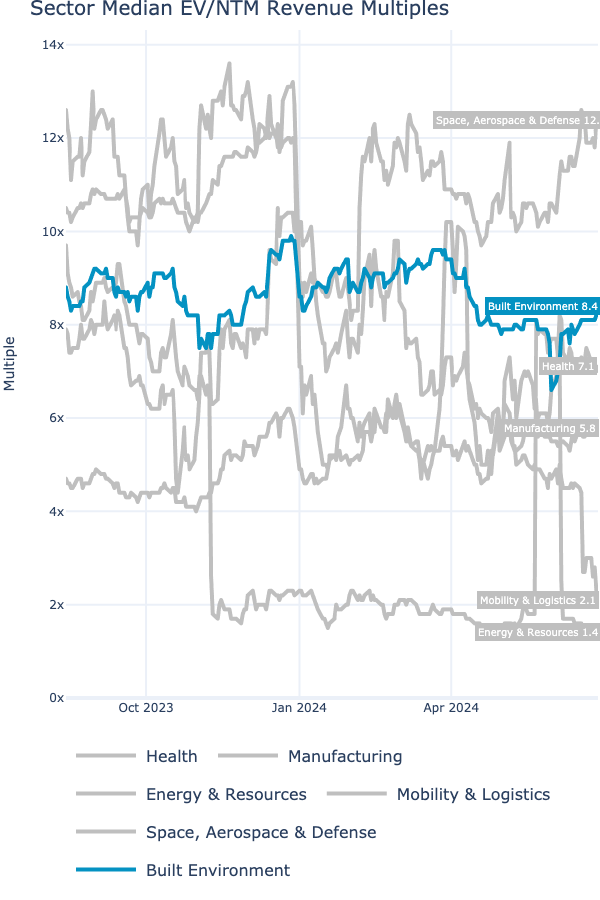 Sector Median EV/NTM Revenue Multiples
14x
12x
10x
8x
6x
4x
2x
0x
Multiple
Space, Aerospace & Defense 12.
Built Environment 8.4
Health 7.1
Manufacturing 5.8
Mobility & Logistics 2.1
Energy & Resources 1.4
Oct 2023 Jan 2024 Apr 2024
Health Manufacturing
Energy & Resources Mobility & Logistics
Space, Aerospace & Defense
Built Environment